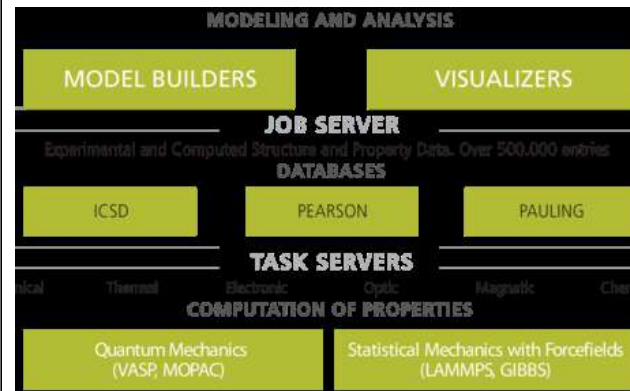 MODELING AND ANALYSIS
MODEL BUILDERS VISUALIZERS
JOB SERVER
Experimental and Computed Structure and Property Data. Over 500.000 entries
DATABASES
ICSD PEARSON PAULING
TASK SERVERS
nical Thermal Electronic Optic Magnetic Chem
COMPUTATION OF PROPERTIES
Quantum Mechanics Statistical Mechanics with Forcefields
(VASP, MOPAC) (LAMMPS, GIBBS)